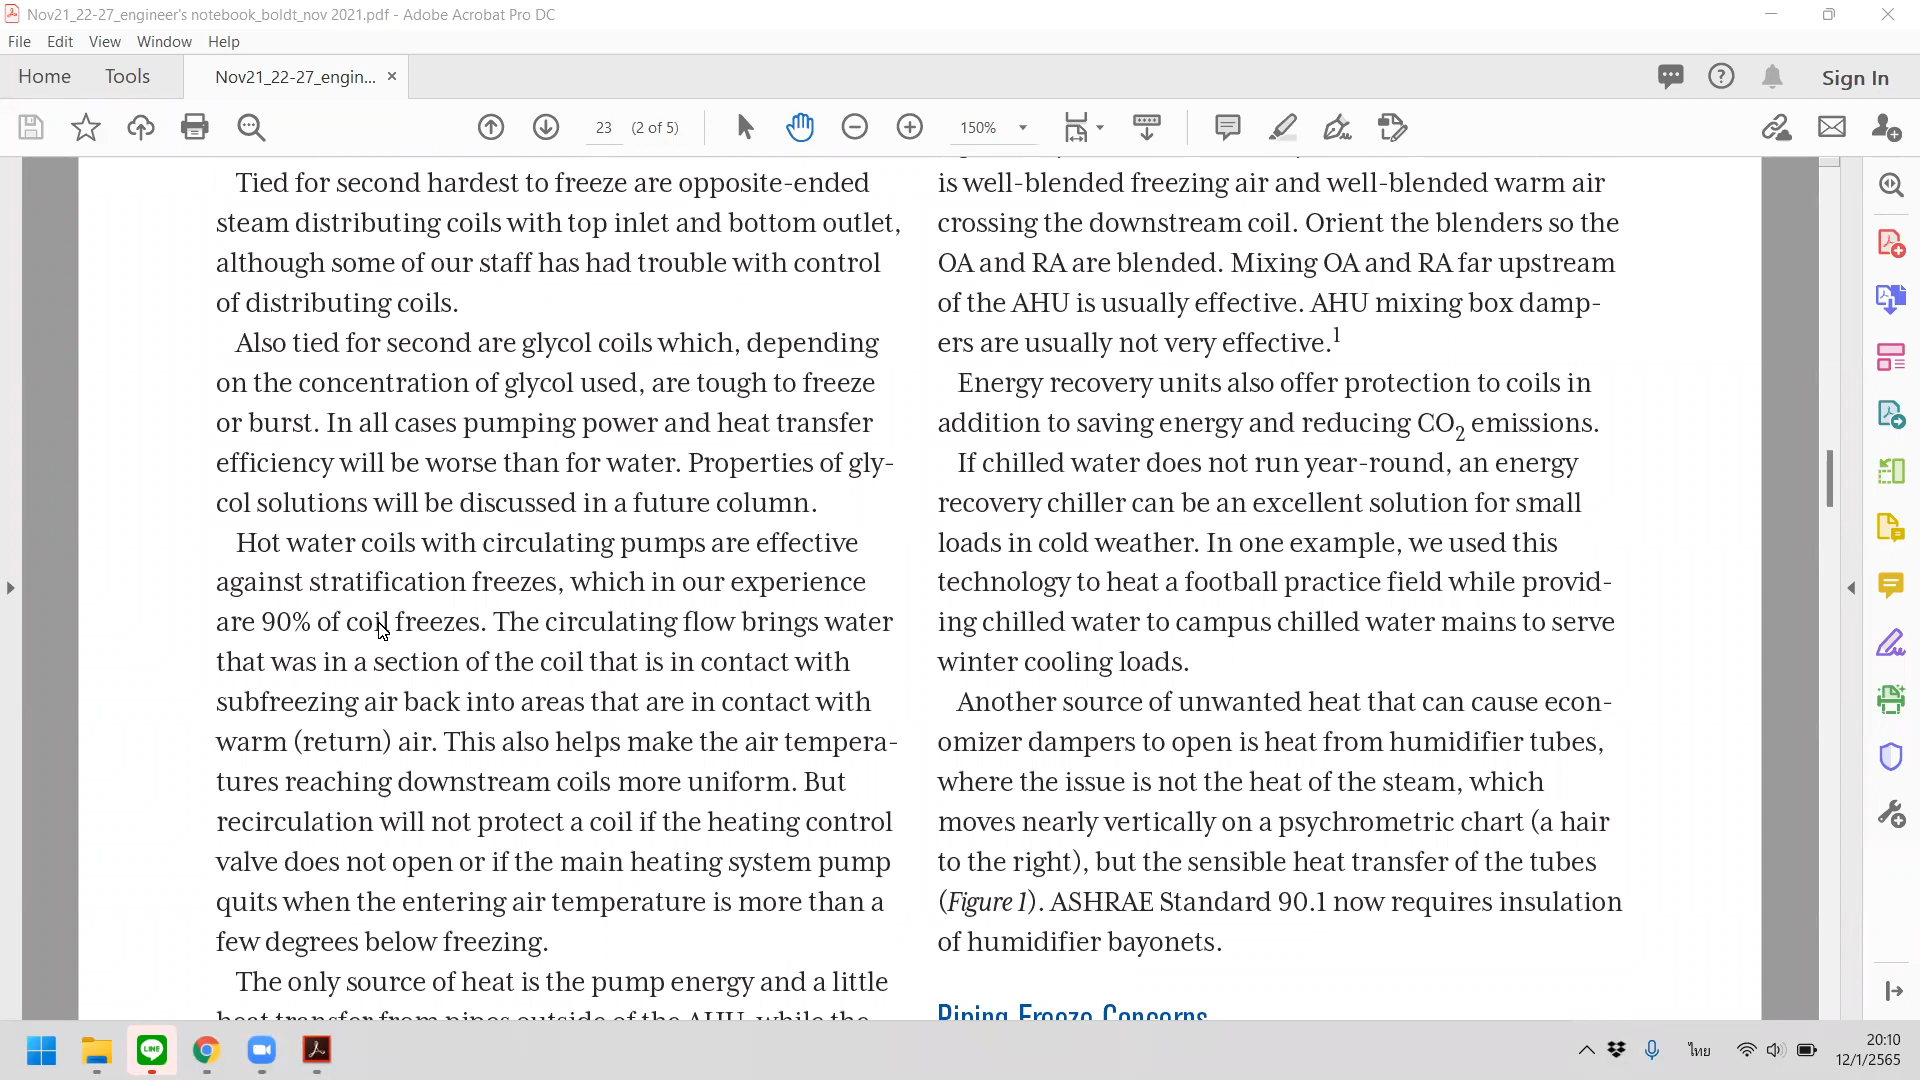 Nov21_22-27_engineer's notebook_boldt_nov 2021.pdf - Adobe Acrobat Pro DC
File Edit View Window Help
Home Tools Nov21_22-27_engin... × Sign In
23 (2 of 5) 150%
Tied for second hardest to freeze are opposite-ended
steam distributing coils with top inlet and bottom outlet,
although some of our staff has had trouble with control
of distributing coils.
Also tied for second are glycol coils which, depending
on the concentration of glycol used, are tough to freeze
or burst. In all cases pumping power and heat transfer
efficiency will be worse than for water. Properties of gly-
col solutions will be discussed in a future column.
Hot water coils with circulating pumps are effective
against stratification freezes, which in our experience
are 90% of coil freezes. The circulating flow brings water
that was in a section of the coil that is in contact with
subfreezing air back into areas that are in contact with
warm (return) air. This also helps make the air tempera-
tures reaching downstream coils more uniform. But
recirculation will not protect a coil if the heating control
valve does not open or if the main heating system pump
quits when the entering air temperature is more than a
few degrees below freezing.
The only source of heat is the pump energy and a little
heat transfer from pipes outside of the AHU, while the
is well-blended freezing air and well-blended warm air
crossing the downstream coil. Orient the blenders so the
OA and RA are blended. Mixing OA and RA far upstream
of the AHU is usually effective. AHU mixing box damp-
ers are usually not very effective.1
Energy recovery units also offer protection to coils in
addition to saving energy and reducing CO2 emissions.
If chilled water does not run year-round, an energy
recovery chiller can be an excellent solution for small
loads in cold weather. In one example, we used this
technology to heat a football practice field while provid-
ing chilled water to campus chilled water mains to serve
winter cooling loads.
Another source of unwanted heat that can cause econ-
omizer dampers to open is heat from humidifier tubes,
where the issue is not the heat of the steam, which
moves nearly vertically on a psychrometric chart (a hair
to the right), but the sensible heat transfer of the tubes
(Figure 1). ASHRAE Standard 90.1 now requires insulation
of humidifier bayonets.
Piping Freeze Concerns
LINE
ไทย
20:10
12/1/2565